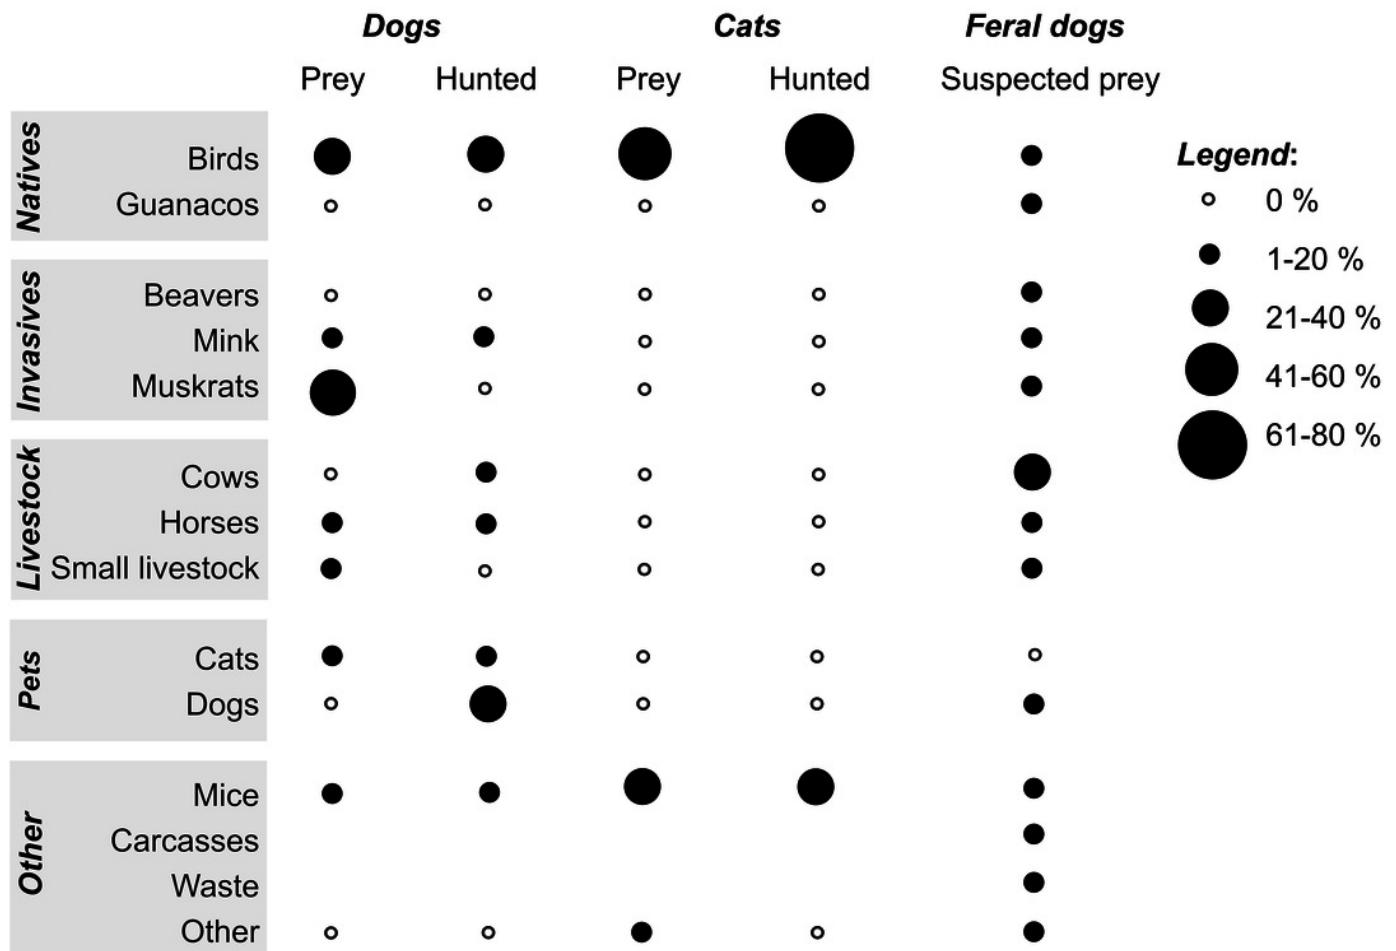 Dogs Cats Feral dogs
Prey Hunted Prey Hunted Suspected prey
Natives
Birds
Guanacos
Invasives
Beavers
Mink
Muskrats
Livestock
Cows
Horses
Small livestock
Pets
Cats
Dogs
Other
Mice
Carcasses
Waste
Other
Legend:
0 %
1-20 %
21-40 %
41-60 %
61-80 %